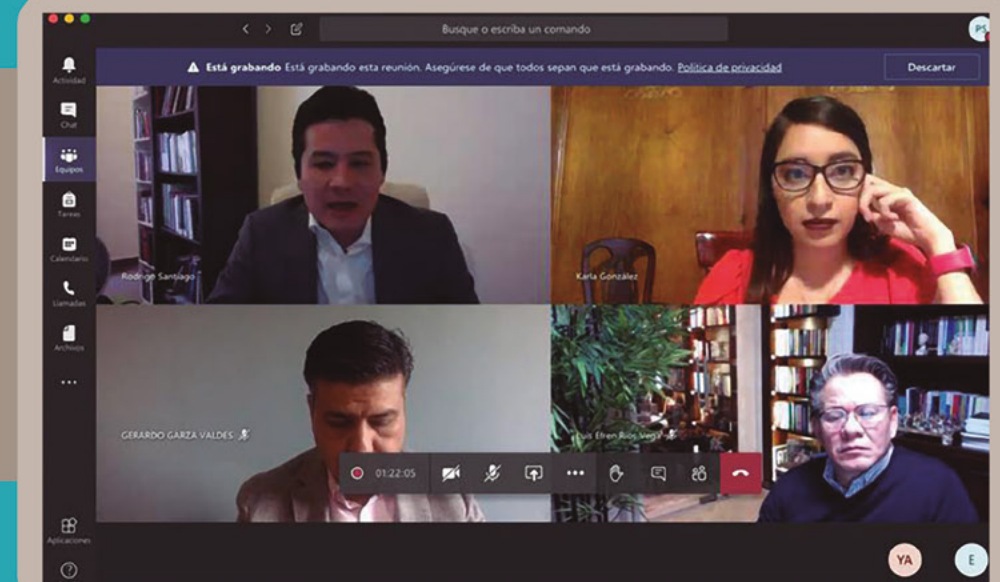 Busque o escriba un comando
PS
Está grabando Está grabando esta reunión. Asegúrese de que todos sepan que está grabando. Política de privacidad
Descartar
Actividad
Chat
Equipos
Tareas
Calendario
Llamadas
Archivos
Aplicaciones
Rodrigo Santiago
Karla González
GERARDO GARZA VALDES
Luis Efren Rios Vega
01:22:05
YA
E